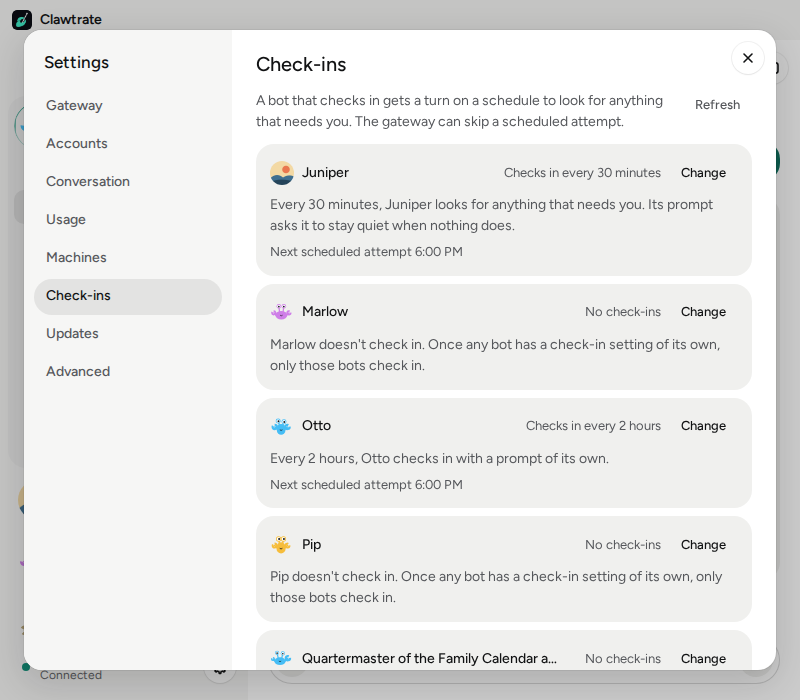 Clawtrate
Settings
Gateway
Accounts
Conversation
Usage
Machines
Check-ins
Updates
Advanced
Connected
Check-ins
A bot that checks in gets a turn on a schedule to look for anything
that needs you. The gateway can skip a scheduled attempt.
Refresh
Juniper
Checks in every 30 minutes
Change
Every 30 minutes, Juniper looks for anything that needs you. Its prompt
asks it to stay quiet when nothing does.
Next scheduled attempt 6:00 PM
Marlow
No check-ins
Change
Marlow doesn't check in. Once any bot has a check-in setting of its own,
only those bots check in.
Otto
Checks in every 2 hours
Change
Every 2 hours, Otto checks in with a prompt of its own.
Next scheduled attempt 6:00 PM
Pip
No check-ins
Change
Pip doesn't check in. Once any bot has a check-in setting of its own, only
those bots check in.
Quartermaster of the Family Calendar a...
No check-ins
Change